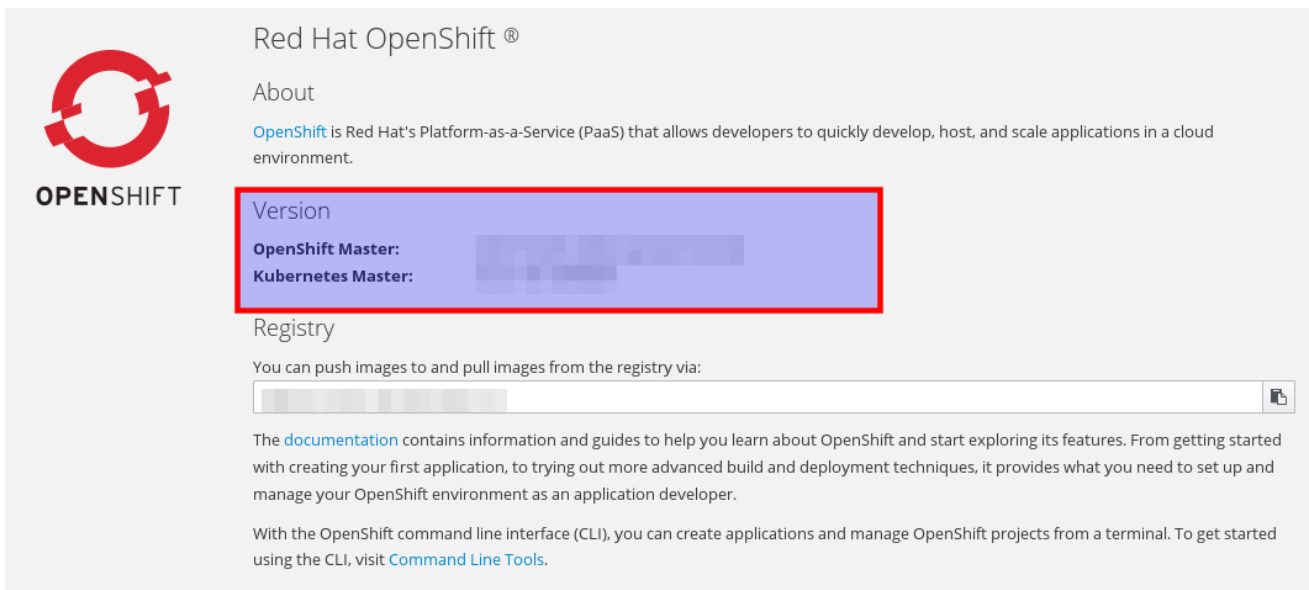 Red Hat OpenShift ®
About
OpenShift is Red Hat's Platform-as-a-Service (PaaS) that allows developers to quickly develop, host, and scale applications in a cloud
environment.
OPENSHIFT
Version
OpenShift Master:
Kubernetes Master:
Registry
You can push images to and pull images from the registry via:
The documentation contains information and guides to help you learn about OpenShift and start exploring its features. From getting started
with creating your first application, to trying out more advanced build and deployment techniques, it provides what you need to set up and
manage your OpenShift environment as an application developer.
With the OpenShift command line interface (CLI), you can create applications and manage OpenShift projects from a terminal. To get started
using the CLI, visit Command Line Tools.